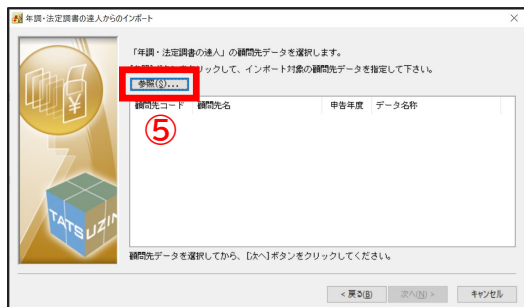 年調・法定調書の達人からのインポート
「年調・法定調書の達人」の顧問先データを選択します。
クリックして、インポート対象の顧問先データを指定して下さい。
参照(S)...
顧問先コード 顧問先名 申告年度 データ名称
⑤
TATSUZIN
顧問先データを選択してから、[次へ]ボタンをクリックしてください。
< 戻る(B) 次へ(N) > キャンセル